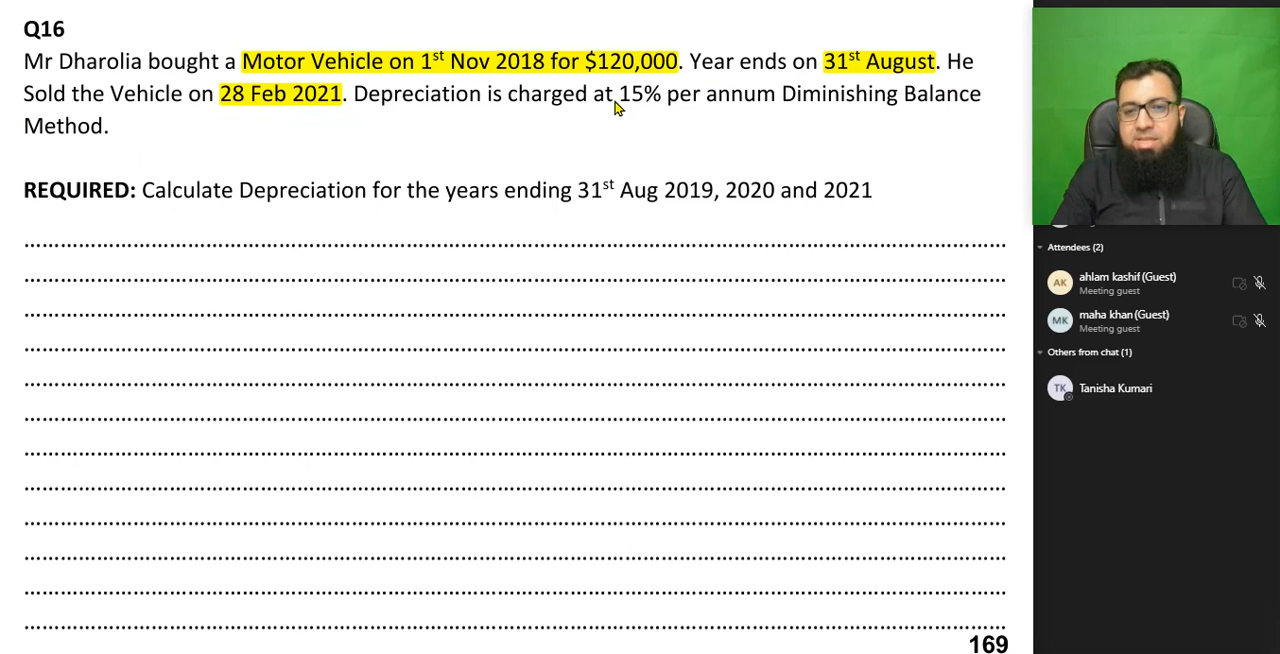 Q16
Mr Dharolia bought a Motor Vehicle on 1st Nov 2018 for $120,000. Year ends on 31st August. He
Sold the Vehicle on 28 Feb 2021. Depreciation is charged at 15% per annum Diminishing Balance
Method.
REQUIRED: Calculate Depreciation for the years ending 31st Aug 2019, 2020 and 2021
169
Attendees (2)
AK
ahlam kashif (Guest)
Meeting guest
MK
maha khan (Guest)
Meeting guest
Others from chat (1)
TK
Tanisha Kumari